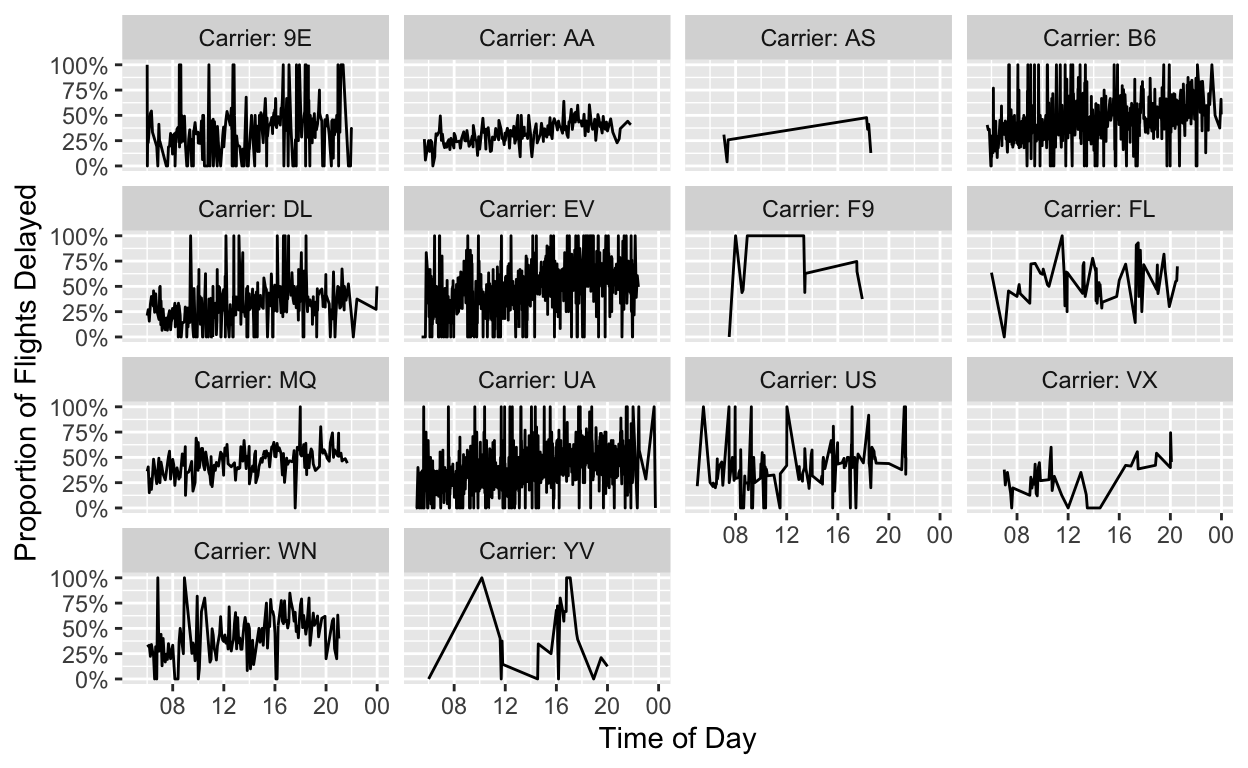 Carrier: 9E Carrier: AA Carrier: AS Carrier: B6
100%
75%
50%
25%
0%
Carrier: DL Carrier: EV Carrier: F9 Carrier: FL
100%
75%
50%
25%
0%
Carrier: MQ Carrier: UA Carrier: US Carrier: VX
100%
75%
50%
25%
0%
08 12 16 20 00 08 12 16 20 00
Carrier: WN Carrier: YV
100%
75%
50%
25%
0%
08 12 16 20 00 08 12 16 20 00
Time of Day
Proportion of Flights Delayed